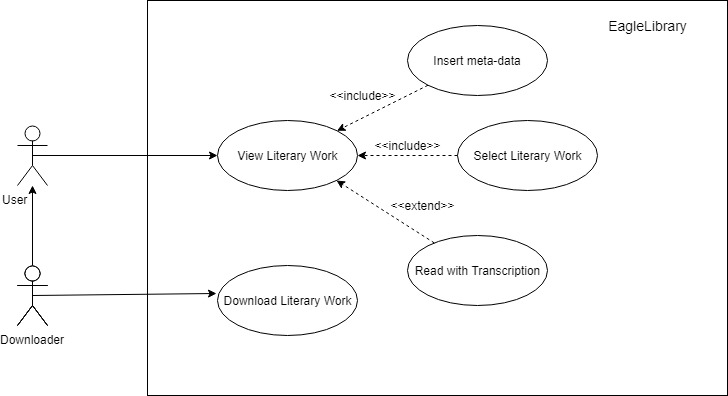 EagleLibrary
Insert meta-data
<<include>>
View Literary Work
<<include>>
Select Literary Work
User
<<extend>>
Read with Transcription
Download Literary Work
Downloader